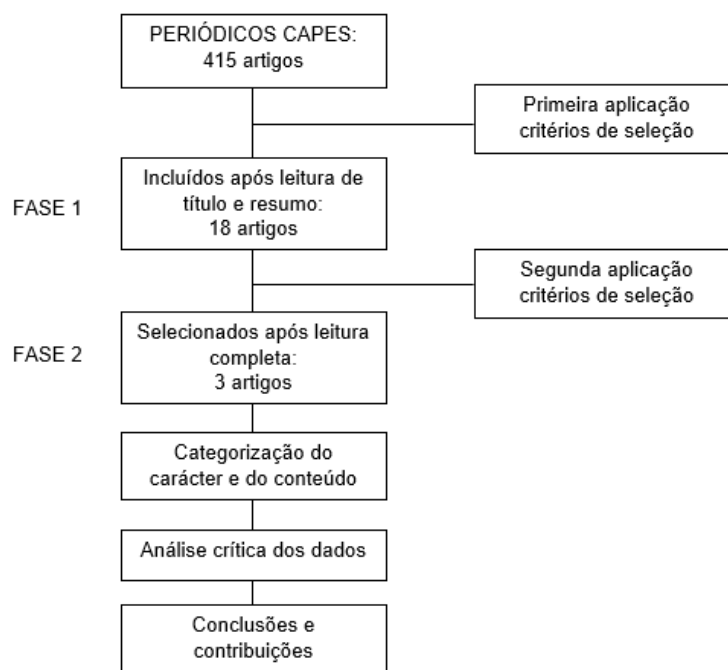 PERIÓDICOS CAPES:
415 artigos
Primeira aplicação
critérios de seleção
FASE 1
Incluídos após leitura de
título e resumo:
18 artigos
Segunda aplicação
critérios de seleção
FASE 2
Selecionados após leitura
completa:
3 artigos
Categorização do
carácter e do conteúdo
Análise crítica dos dados
Conclusões e
contribuições